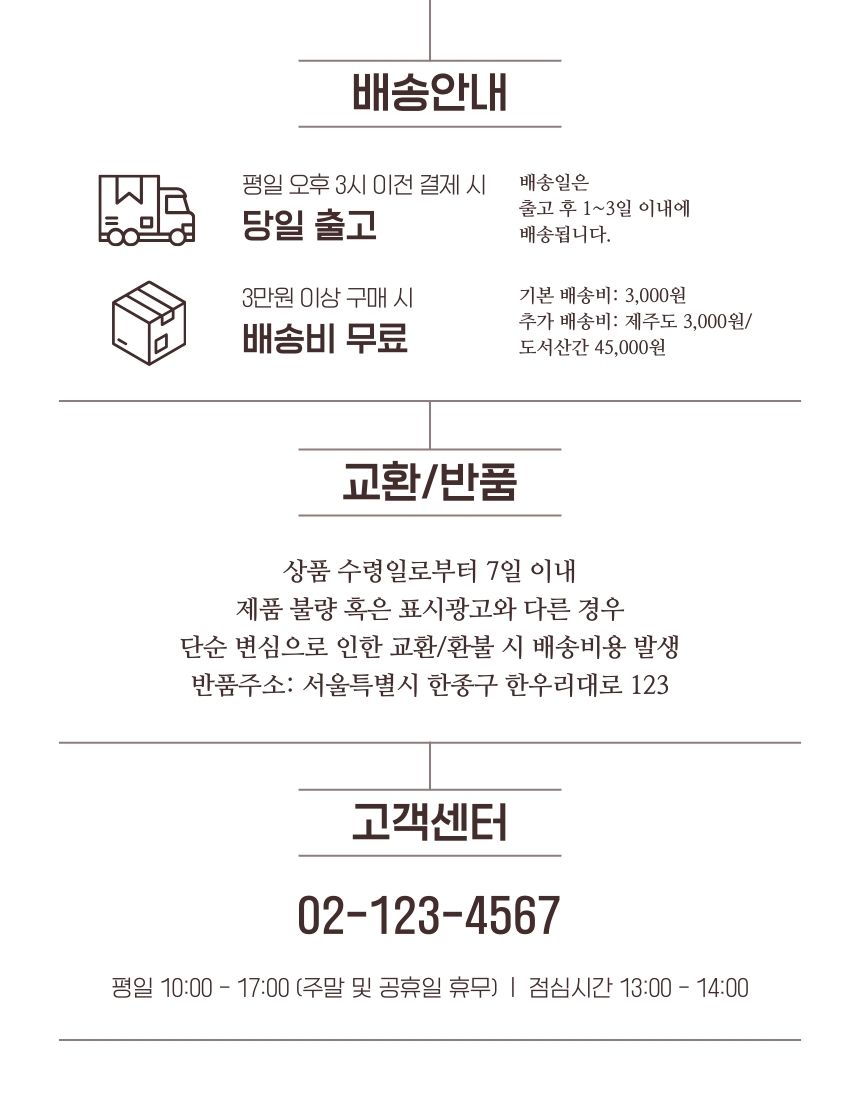 배송안내
평일 오후 3시 이전 결제 시
당일 출고
배송일은
출고 후 1~3일 이내에
배송됩니다.
3만원 이상 구매 시
배송비 무료
기본 배송비: 3,000원
추가 배송비: 제주도 3,000원/
도서산간 45,000원
교환/반품
상품 수령일로부터 7일 이내
제품 불량 혹은 표시광고와 다른 경우
단순 변심으로 인한 교환/환불 시 배송비용 발생
반품주소: 서울특별시 한종구 한우리대로 123
고객센터
02-123-4567
평일 10:00 - 17:00 (주말 및 공휴일 휴무) | 점심시간 13:00 - 14:00